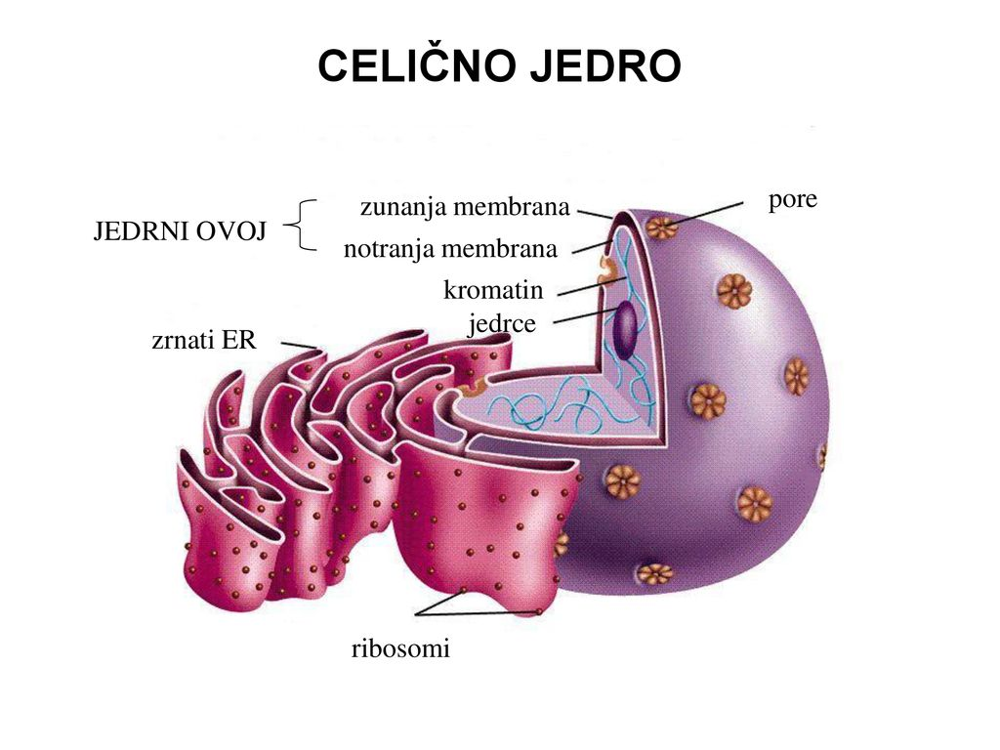 CELIČNO JEDRO
JEDRNI OVOJ
zunanja membrana
notranja membrana
pore
kromatin
jedrce
zrnati ER
ribosomi